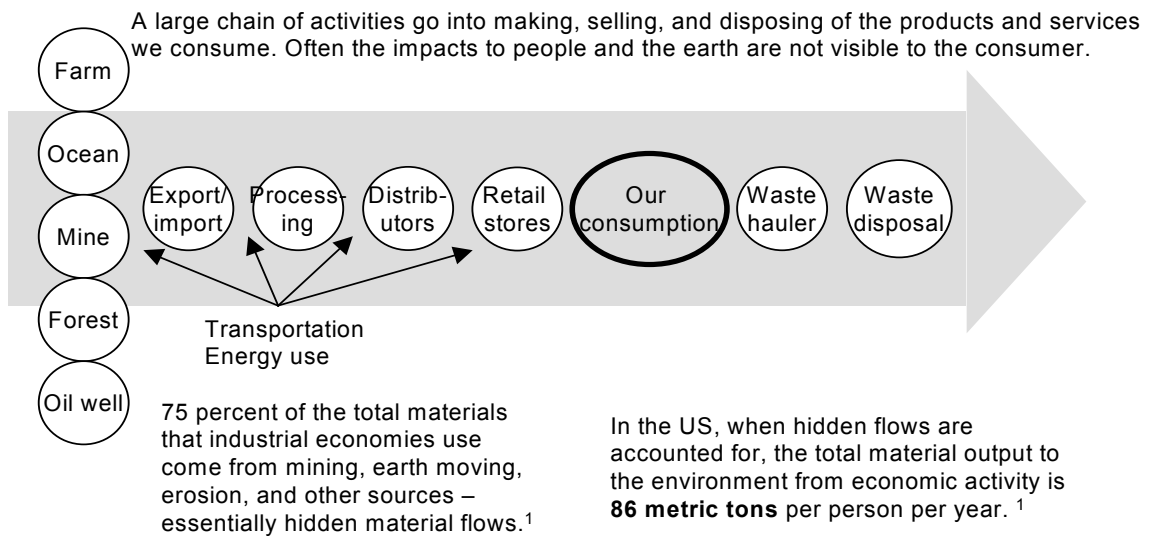 A large chain of activities go into making, selling, and disposing of the products and services
we consume. Often the impacts to people and the earth are not visible to the consumer.
Farm
Ocean
Mine
Forest
Oil well
Export/
import
Process-
ing
Distrib-
utors
Retail
stores
Our
consumption
Waste
hauler
Waste
disposal
Transportation
Energy use
75 percent of the total materials
that industrial economies use
come from mining, earth moving,
erosion, and other sources –
essentially hidden material flows.1
In the US, when hidden flows are
accounted for, the total material output to
the environment from economic activity is
86 metric tons per person per year. 1